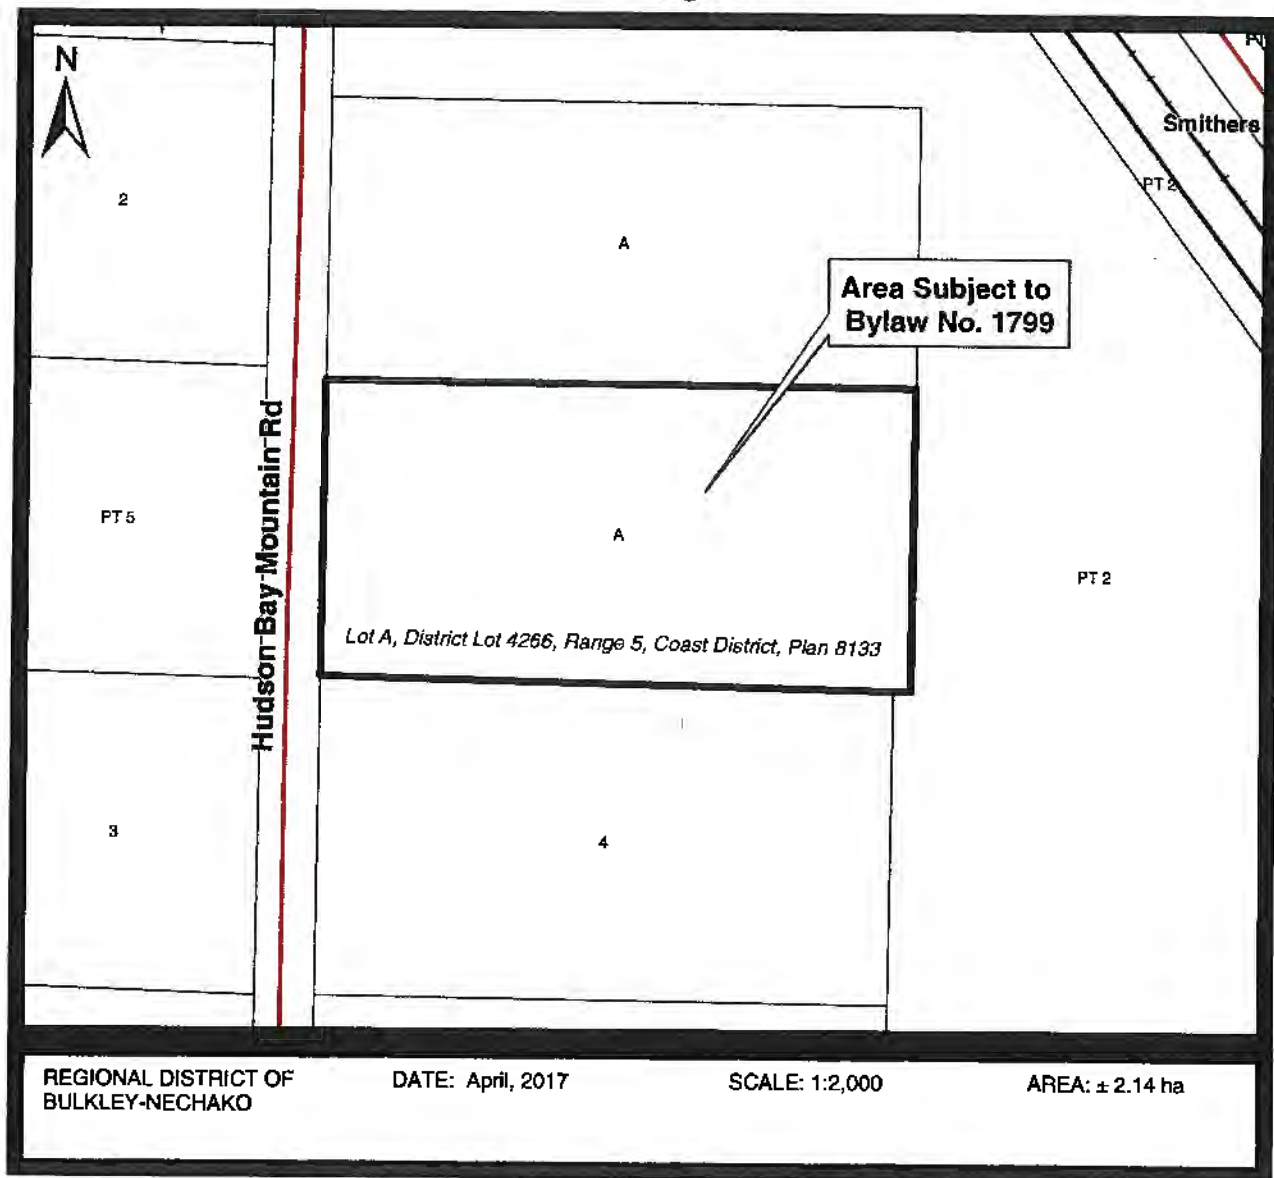 N
Smithers
PT 2
2
A
Area Subject to
Bylaw No. 1799
Hudson-Bay-Mountain-Rd
PT 5
A
PT 2
Lot A, District Lot 4266, Range 5, Coast District, Plan 8133
3
4
REGIONAL DISTRICT OF
BULKLEY-NECHAKO
DATE: April, 2017
SCALE: 1:2,000
AREA: ± 2.14 ha